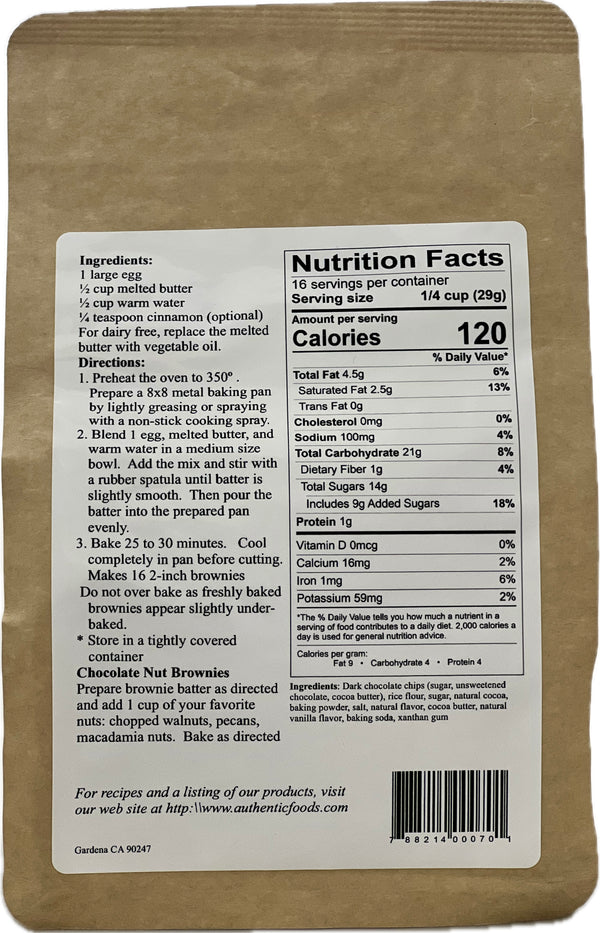 Ingredients:
1 large egg
½ cup melted butter
½ cup warm water
¼ teaspoon cinnamon (optional)
For dairy free, replace the melted
butter with vegetable oil.
Directions:
1. Preheat the oven to 350° .
Prepare a 8x8 metal baking pan
by lightly greasing or spraying
with a non-stick cooking spray.
2. Blend 1 egg, melted butter, and
warm water in a medium size
bowl. Add the mix and stir with
a rubber spatula until batter is
slightly smooth. Then pour the
batter into the prepared pan
evenly.
3. Bake 25 to 30 minutes. Cool
completely in pan before cutting.
Makes 16 2-inch brownies
Do not over bake as freshly baked
brownies appear slightly under-
baked.
* Store in a tightly covered
container
Chocolate Nut Brownies
Prepare brownie batter as directed
and add 1 cup of your favorite
nuts: chopped walnuts, pecans,
macadamia nuts. Bake as directed
Nutrition Facts
16 servings per container
Serving size 1/4 cup (29g)
Amount per serving
Calories 120
% Daily Value*
Total Fat 4.5g 6%
Saturated Fat 2.5g 13%
Trans Fat 0g
Cholesterol 0mg 0%
Sodium 100mg 4%
Total Carbohydrate 21g 8%
Dietary Fiber 1g 4%
Total Sugars 14g
Includes 9g Added Sugars 18%
Protein 1g
Vitamin D 0mcg 0%
Calcium 16mg 2%
Iron 1mg 6%
Potassium 59mg 2%
*The % Daily Value tells you how much a nutrient in a
serving of food contributes to a daily diet. 2,000 calories a
day is used for general nutrition advice.
Calories per gram:
Fat 9 • Carbohydrate 4 • Protein 4
Ingredients: Dark chocolate chips (sugar, unsweetened
chocolate, cocoa butter), rice flour, sugar, natural cocoa,
baking powder, salt, natural flavor, cocoa butter, natural
vanilla flavor, baking soda, xanthan gum
For recipes and a listing of our products, visit
our web site at http:\\www.authenticfoods.com
Gardena CA 90247
7 88214 00070 1